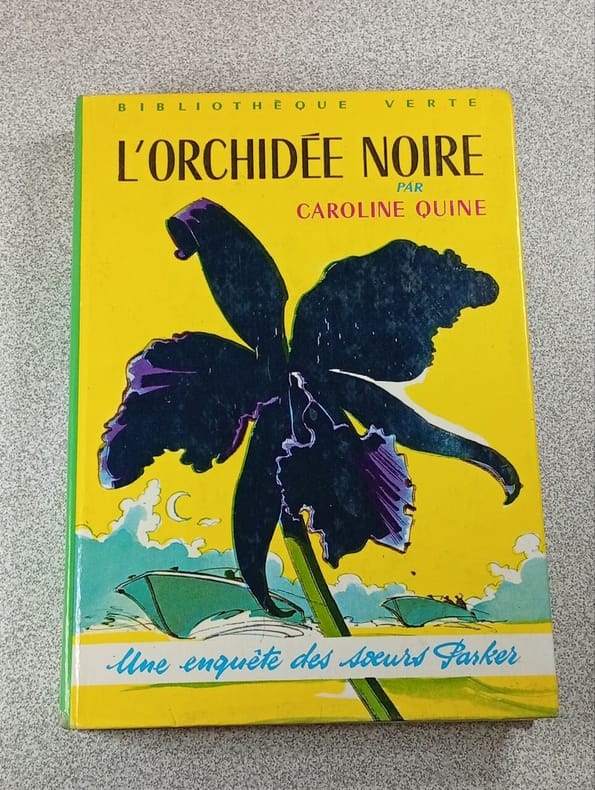 BIBLIOTHÈQUE VERTE
L'ORCHIDÉE NOIRE
PAR
CAROLINE QUINE
Une enquête des sœurs Parker